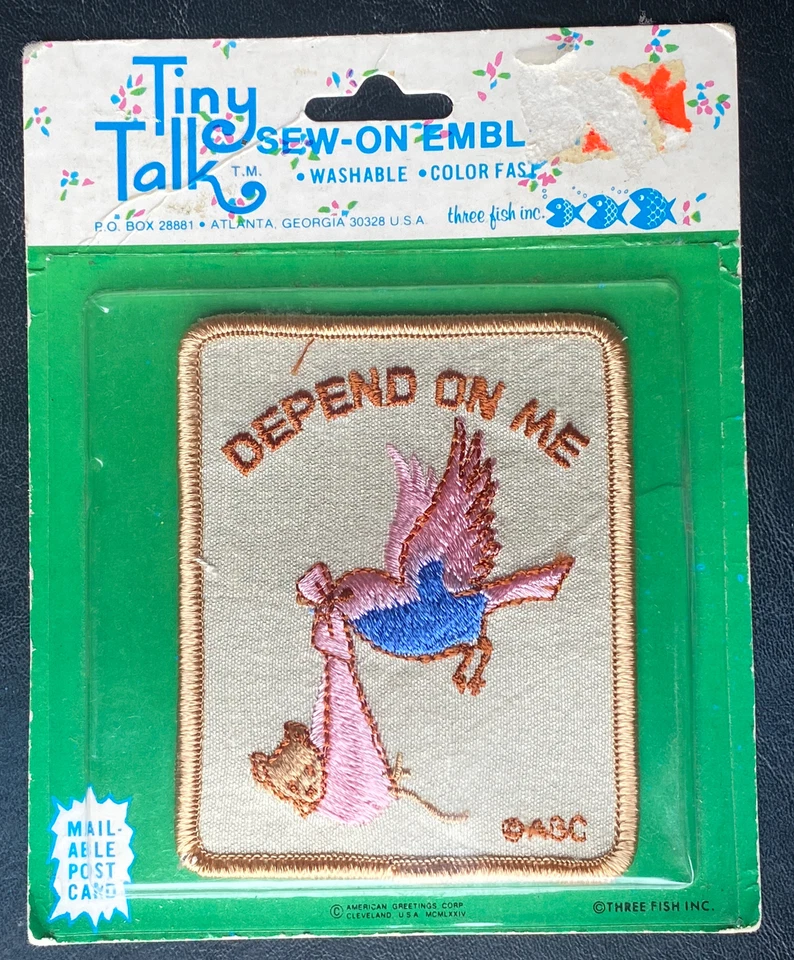 Tiny
Talk T.M.
SEW-ON EMBL
• WASHABLE • COLOR FAST
P.O. BOX 28881 • ATLANTA, GEORGIA 30328 U.S.A.
three fish inc.
DEPEND ON ME
©AGC
MAIL-
ABLE
POST
CARD
© AMERICAN GREETINGS CORP
CLEVELAND, U.S.A MCMLXXIV
©THREE FISH INC.